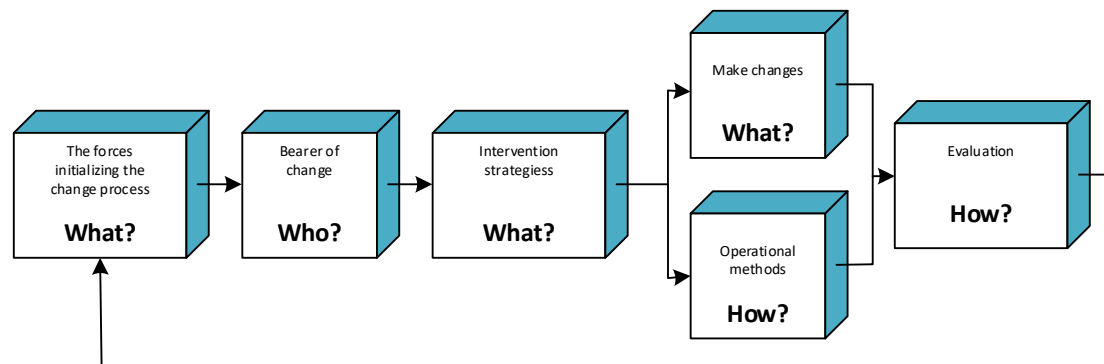 The forces
initializing the
change process
What?
Bearer of
change
Who?
Intervention
strategiess
What?
Make changes
What?
Operational
methods
How?
Evaluation
How?